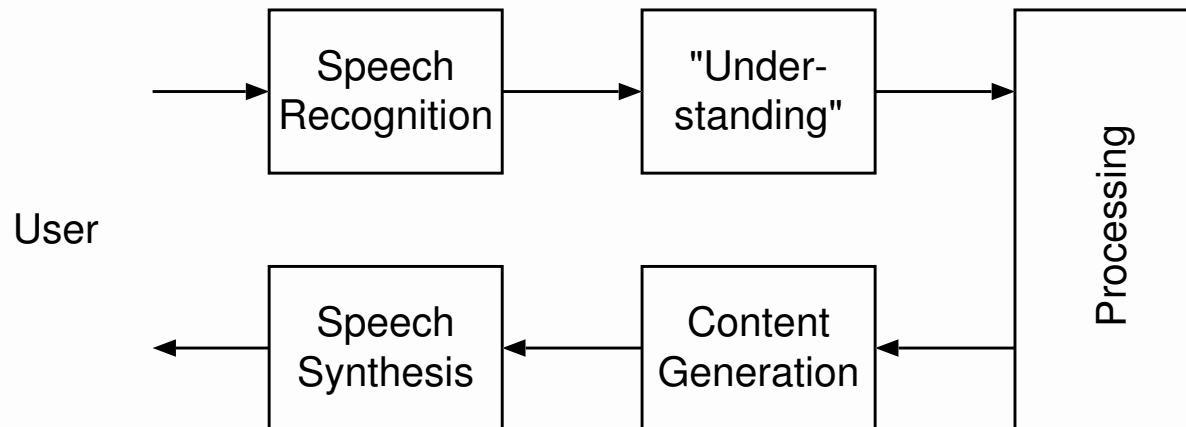 Speech
Recognition
"Under-
standing"
Processing
User
Speech
Synthesis
Content
Generation